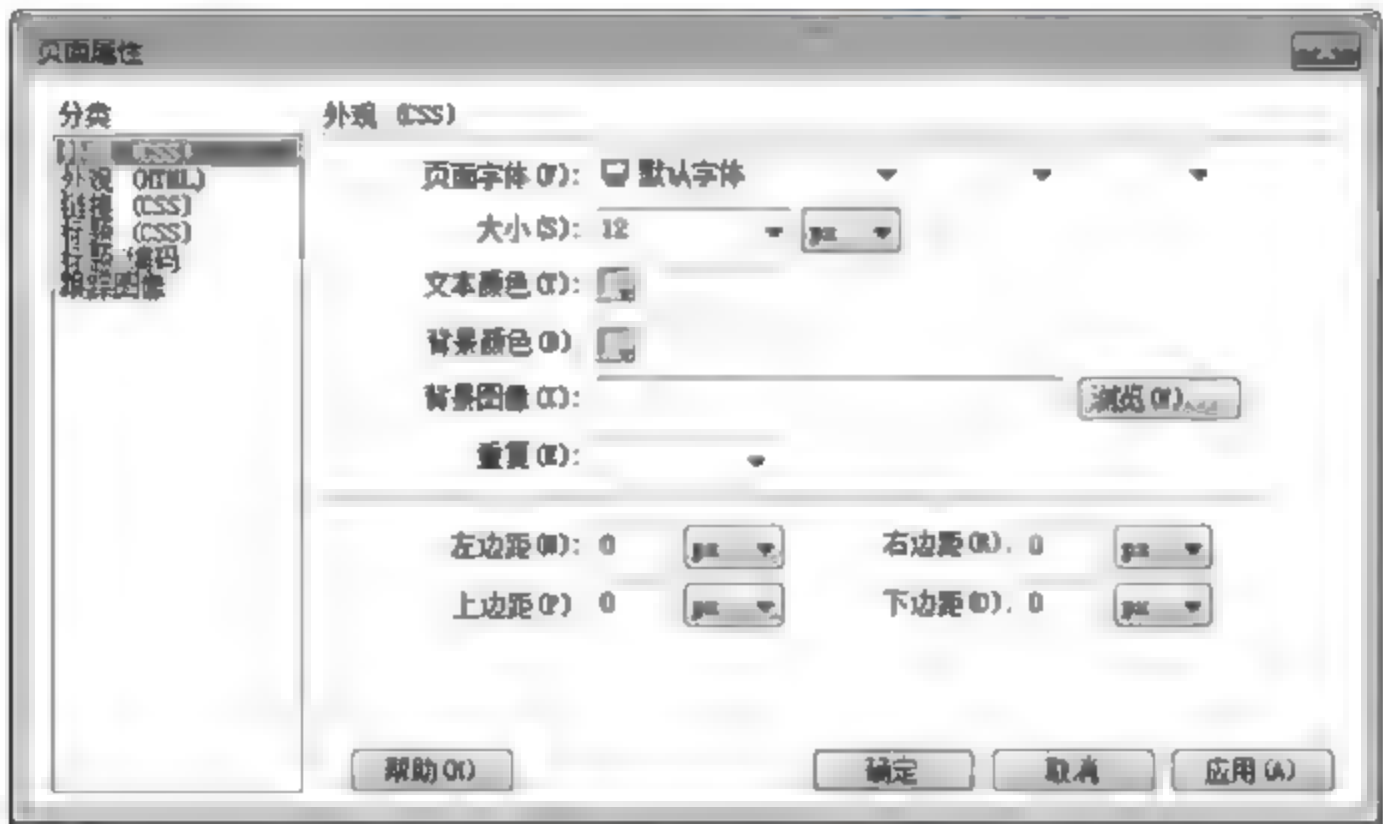 页面属性
分类
外观 (CSS)
(CSS)
外观 (HTML)
链接 (CSS)
标题 (CSS)
标题/编码
跟踪图像
页面字体(F): 默认字体
大小(S): 12 px
文本颜色(T):
背景颜色(B)
背景图像(I): 浏览(W)...
重复(E):
左边距(M): 0 px 右边距(R): 0 px
上边距(P) 0 px 下边距(O): 0 px
帮助(H) 确定 取消 应用(A)